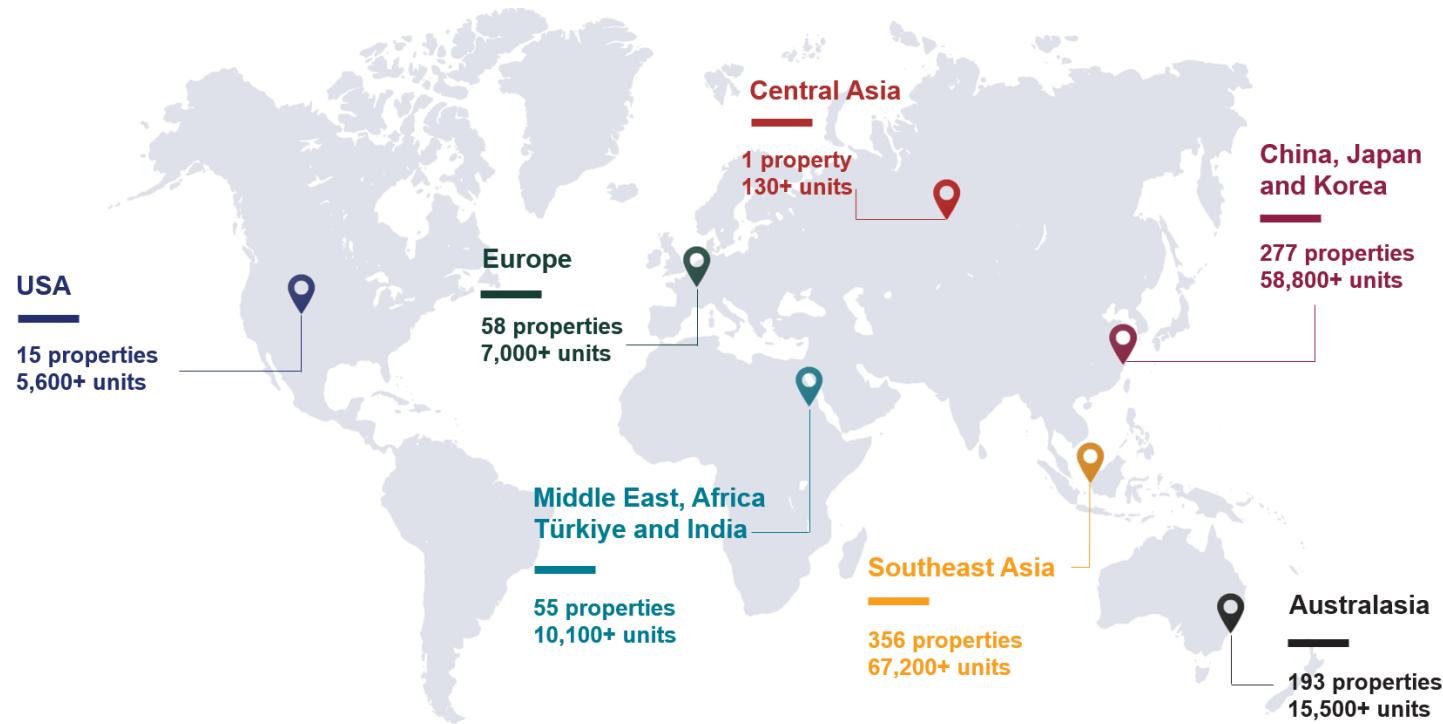 Central Asia
1 property
130+ units
China, Japan
and Korea
277 properties
58,800+ units
Europe
58 properties
7,000+ units
USA
15 properties
5,600+ units
Middle East, Africa
Türkiye and India
55 properties
10,100+ units
Southeast Asia
356 properties
67,200+ units
Australasia
193 properties
15,500+ units